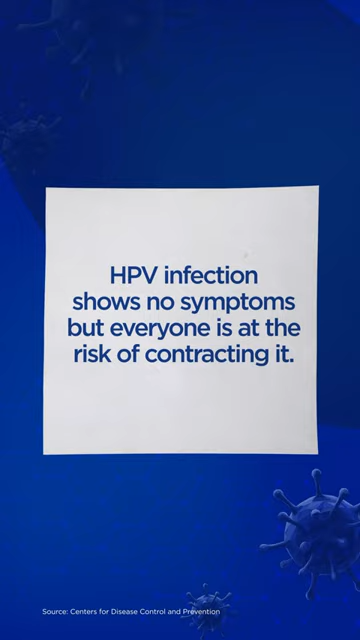 HPV infection
shows no symptoms
but everyone is at the
risk of contracting it.
Source: Centers for Disease Control and Prevention